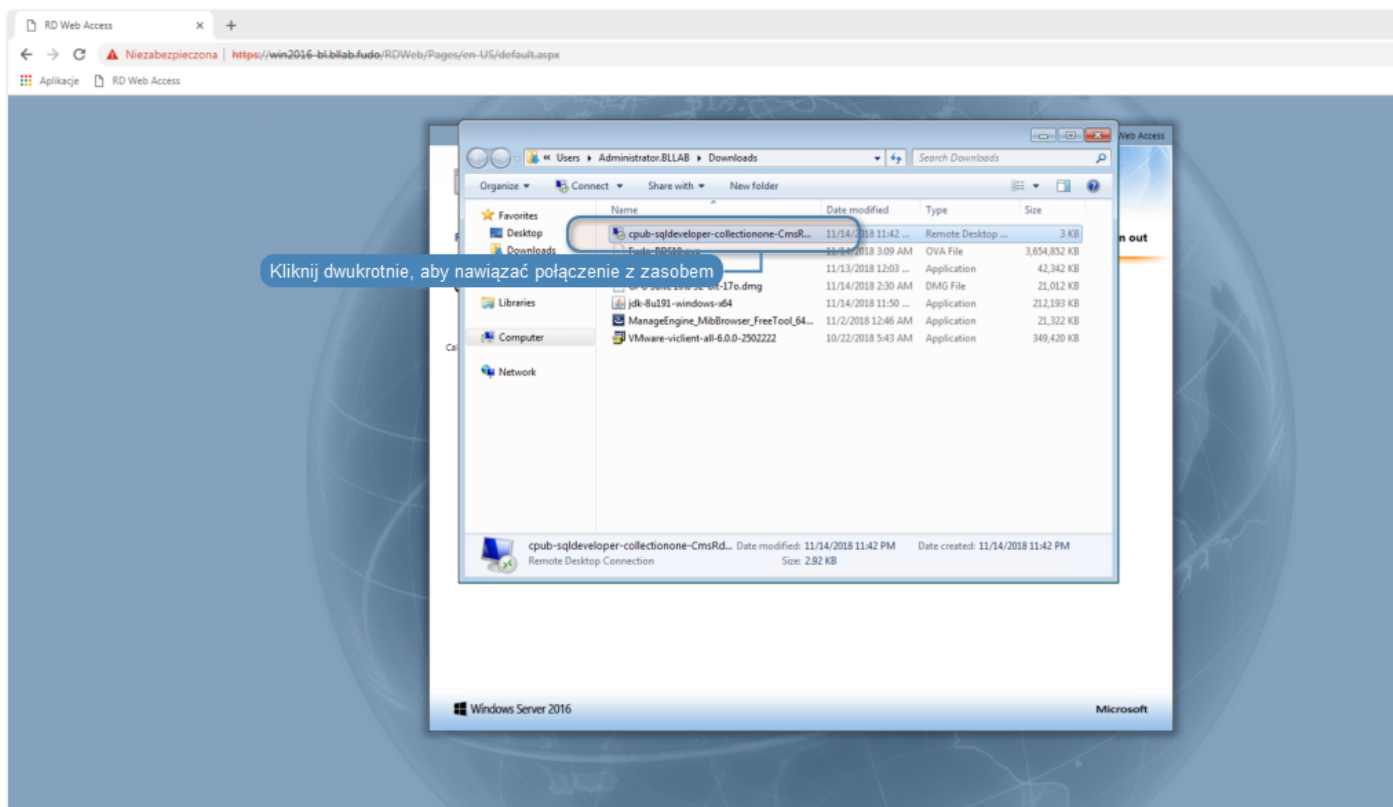 RD Web Access
Niezabezpieczona | https://win2016-bl.bllab.fudo/RDWeb/Pages/en-US/default.aspx
Aplikacje RD Web Access
Web Access
« Users Administrator.BLLAB Downloads Search Downloads
Organize Connect Share with New folder
Name Date modified Type Size
Favorites
Desktop cpub-sqldeveloper-collectionone-CmsR... 11/14/2018 11:42 ... Remote Desktop ... 3 KB
n out
Downloads 11/14/2018 3:09 AM OVA File 3,654,852 KB
Kliknij dwukrotnie, aby nawiązać połączenie z zasobem
11/13/2018 12:03 ... Application 42,342 KB
11/14/2018 2:30 AM DMG File 21,012 KB
Libraries jdk-8u191-windows-x64 11/14/2018 11:50 ... Application 212,193 KB
ManageEngine_MibBrowser_FreeTool_64... 11/2/2018 12:46 AM Application 21,322 KB
Computer VMware-viclient-all-6.0.0-2502222 10/22/2018 5:43 AM Application 349,420 KB
Cal
Network
cpub-sqldeveloper-collectionone-CmsRd... Date modified: 11/14/2018 11:42 PM Date created: 11/14/2018 11:42 PM
Remote Desktop Connection Size: 2.92 KB
Windows Server 2016 Microsoft